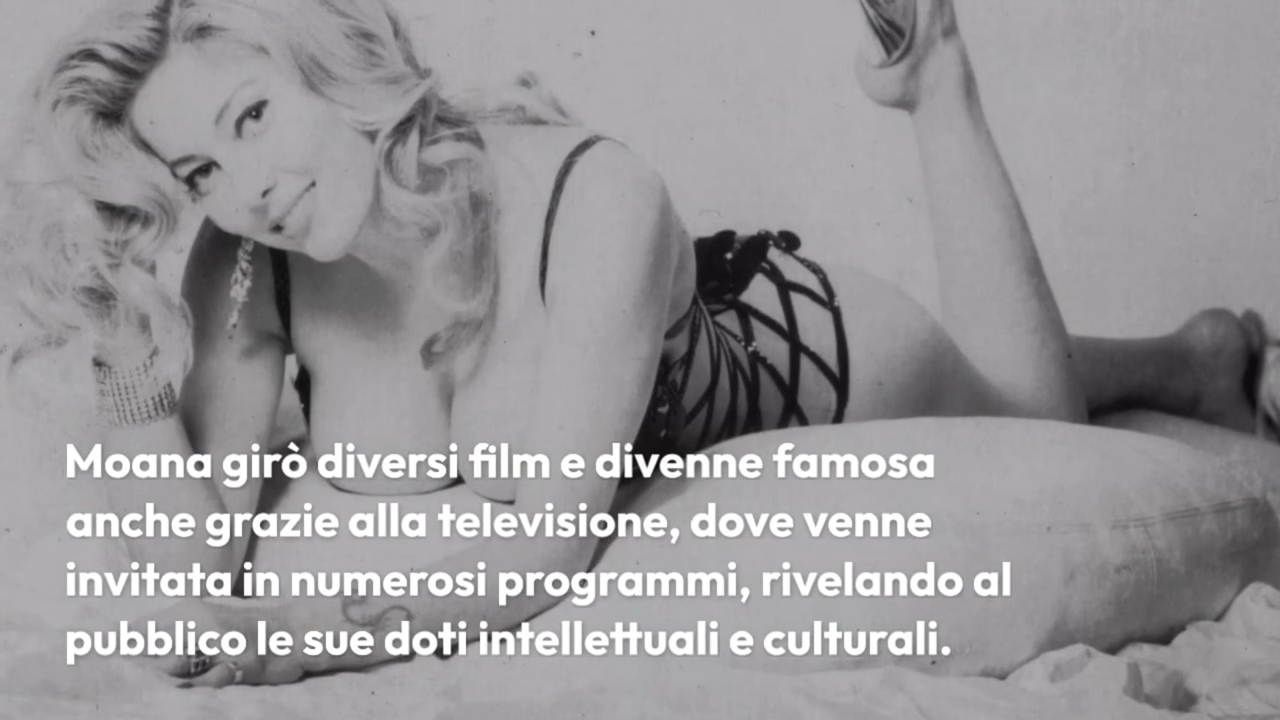 Moana girò diversi film e divenne famosa
anche grazie alla televisione, dove venne
invitata in numerosi programmi, rivelando al
pubblico le sue doti intellettuali e culturali.